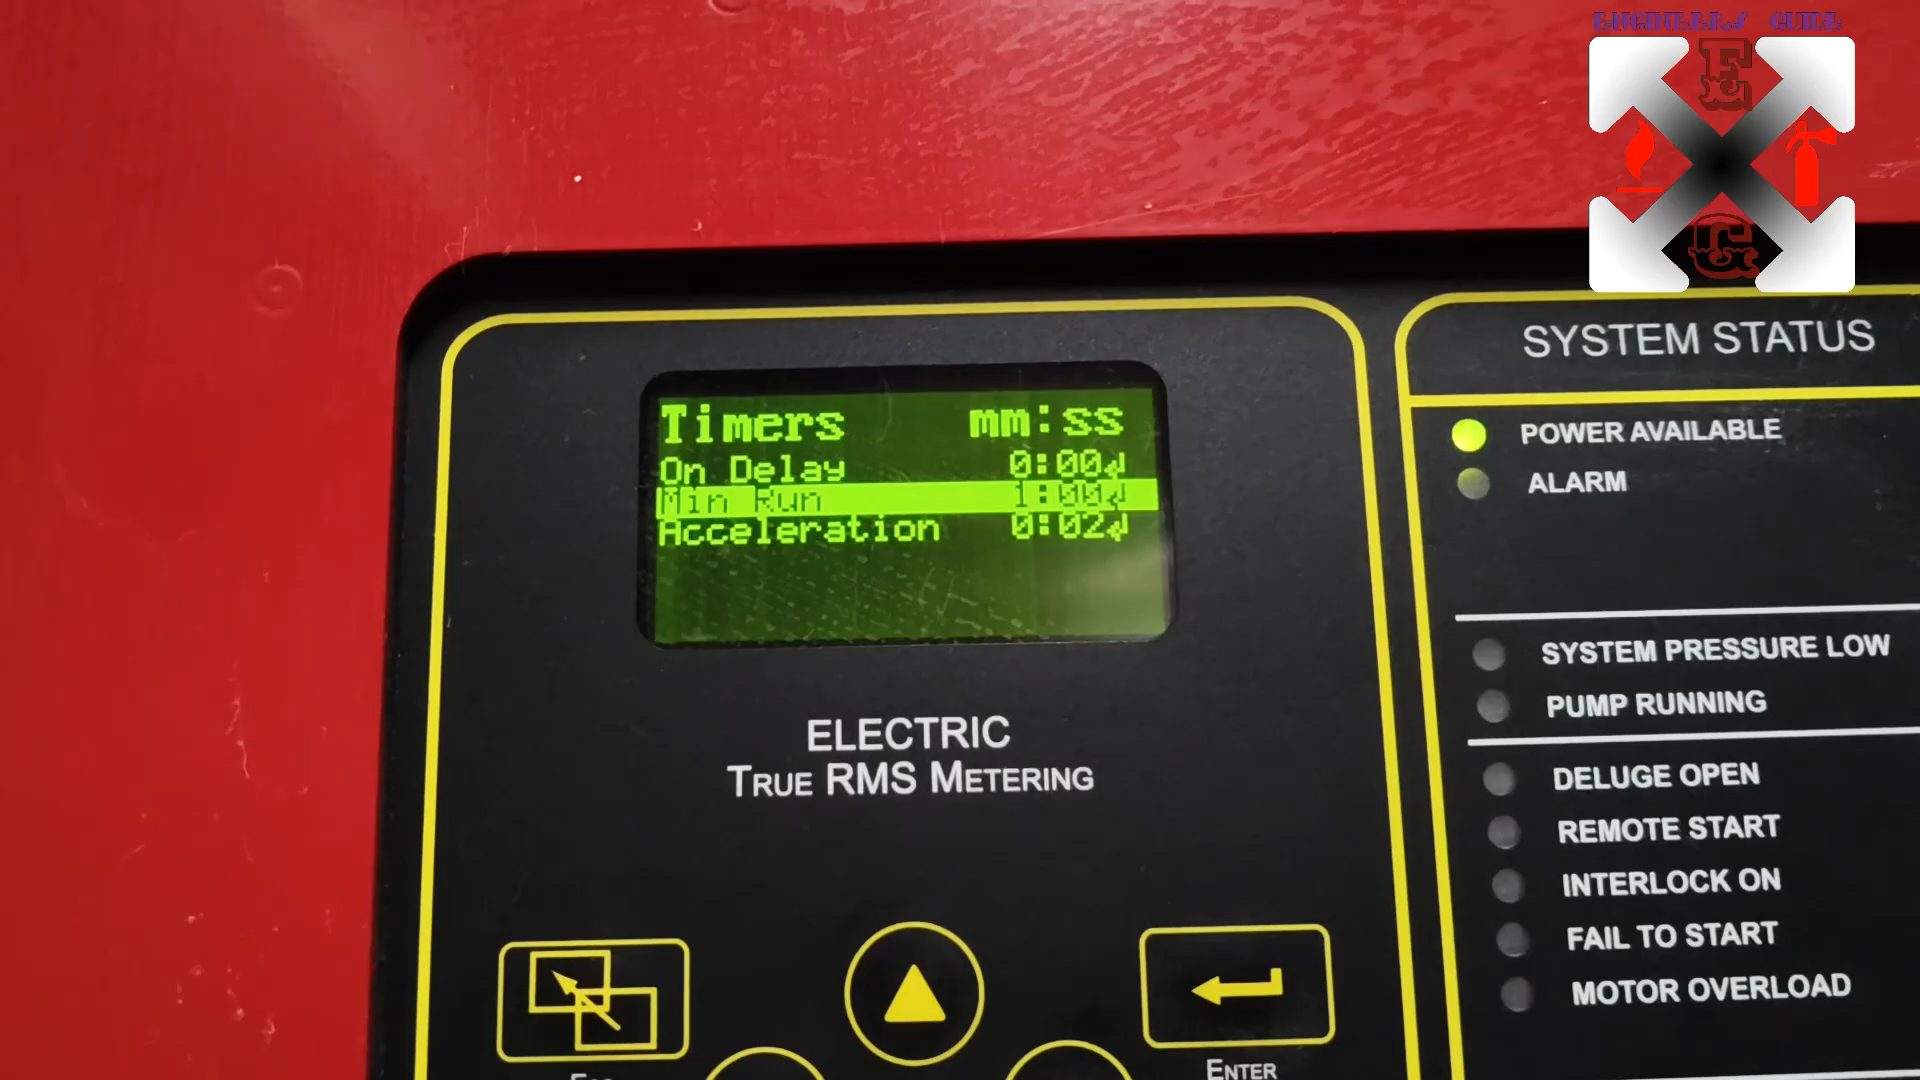 ENGINEERS GUIDE
E
G
SYSTEM STATUS
Timers mm:ss
On Delay 0:00↲
Min Run 1:00↲
Acceleration 0:02↲
POWER AVAILABLE
ALARM
SYSTEM PRESSURE LOW
PUMP RUNNING
DELUGE OPEN
REMOTE START
INTERLOCK ON
FAIL TO START
MOTOR OVERLOAD
ELECTRIC
TRUE RMS METERING
ENTER